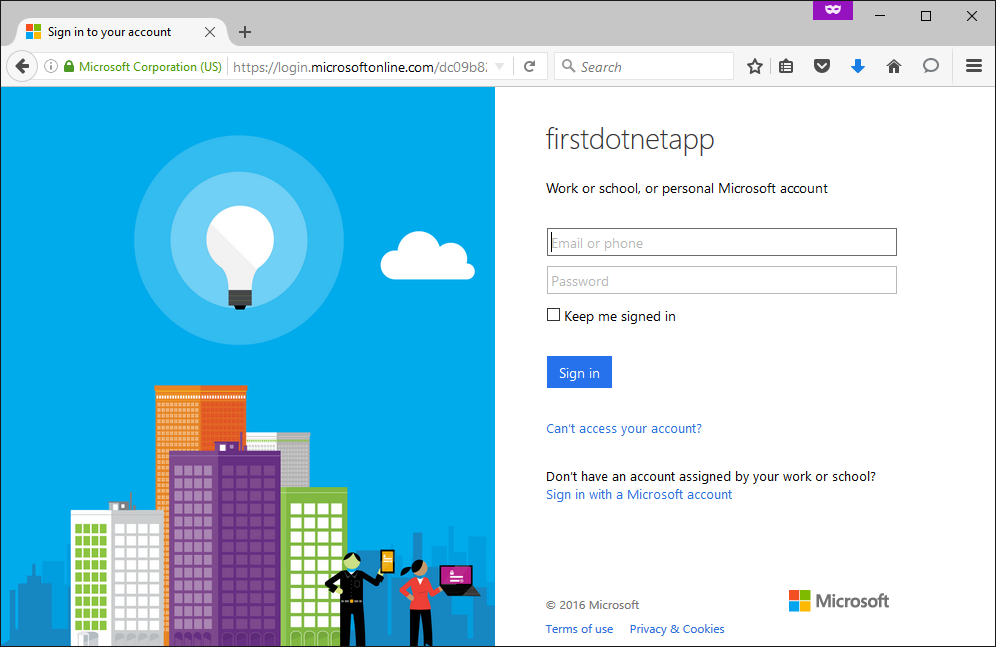 Sign in to your account
Microsoft Corporation (US)
https://login.microsoftonline.com/dc09b82
Search
firstdotnetapp
Work or school, or personal Microsoft account
Email or phone
Password
Keep me signed in
Sign in
Can't access your account?
Don't have an account assigned by your work or school?
Sign in with a Microsoft account
© 2016 Microsoft
Microsoft
Terms of use Privacy & Cookies